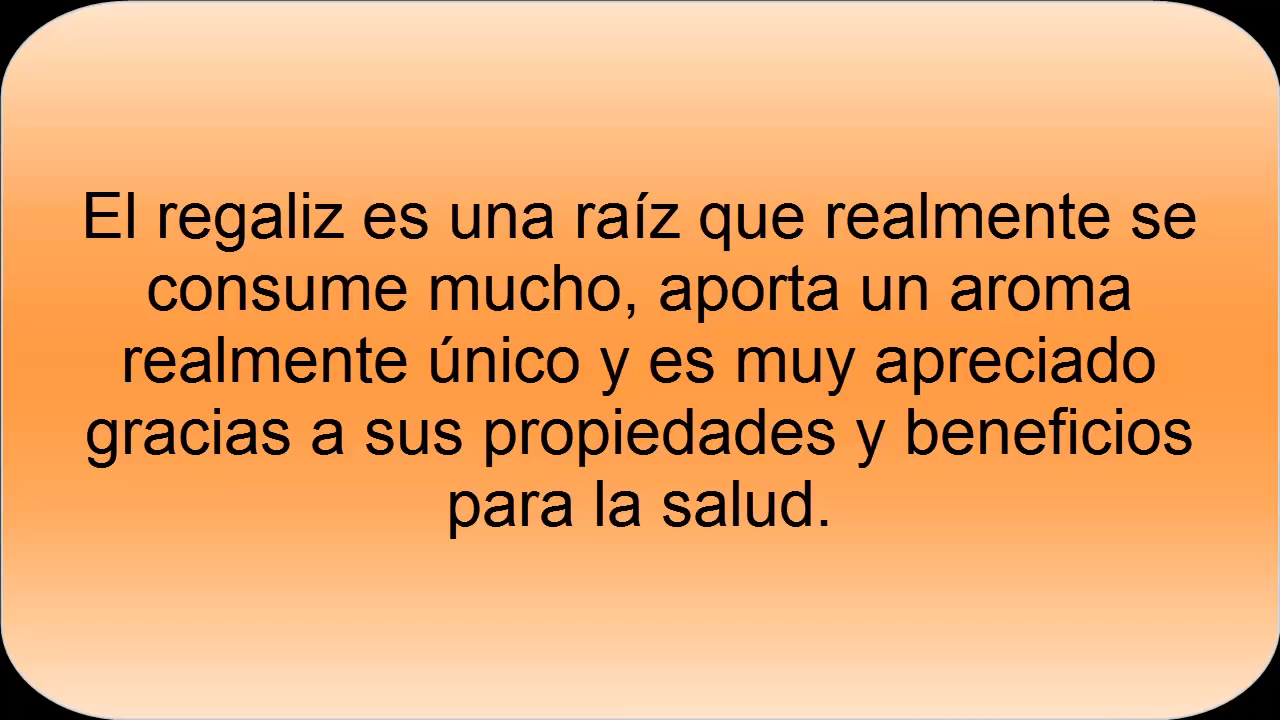 El regaliz es una raíz que realmente se
consume mucho, aporta un aroma
realmente único y es muy apreciado
gracias a sus propiedades y beneficios
para la salud.